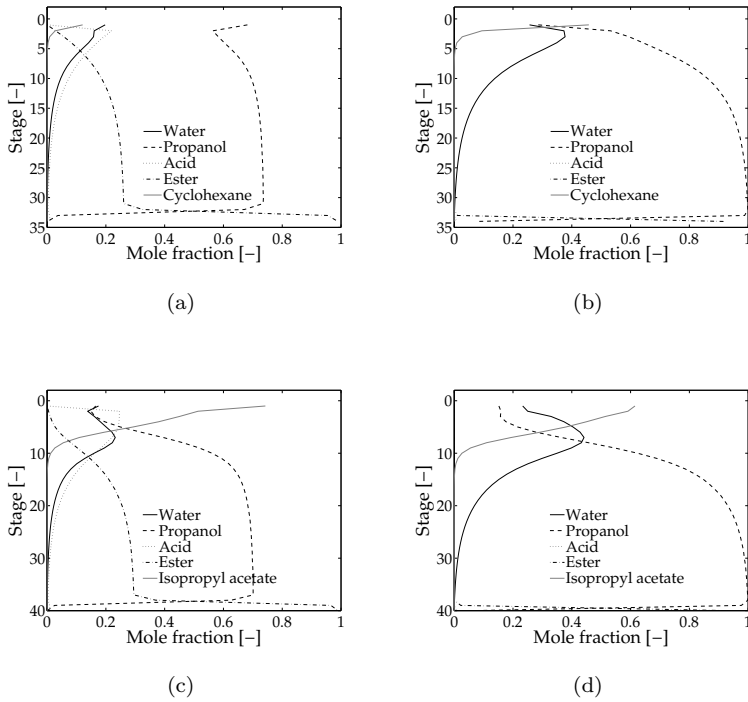 0
5
10
15
20
25
30
35
Stage [−]
Water
Propanol
Acid
Ester
Cyclohexane
0 0.2 0.4 0.6 0.8 1
Mole fraction [−]
(a)
0
5
10
15
20
25
30
35
Stage [−]
Water
Propanol
Acid
Ester
Cyclohexane
0 0.2 0.4 0.6 0.8 1
Mole fraction [−]
(b)
0
10
20
30
40
Stage [−]
Water
Propanol
Acid
Ester
Isopropyl acetate
0 0.2 0.4 0.6 0.8 1
Mole fraction [−]
(c)
0
10
20
30
40
Stage [−]
Water
Propanol
Acid
Ester
Isopropyl acetate
0 0.2 0.4 0.6 0.8 1
Mole fraction [−]
(d)